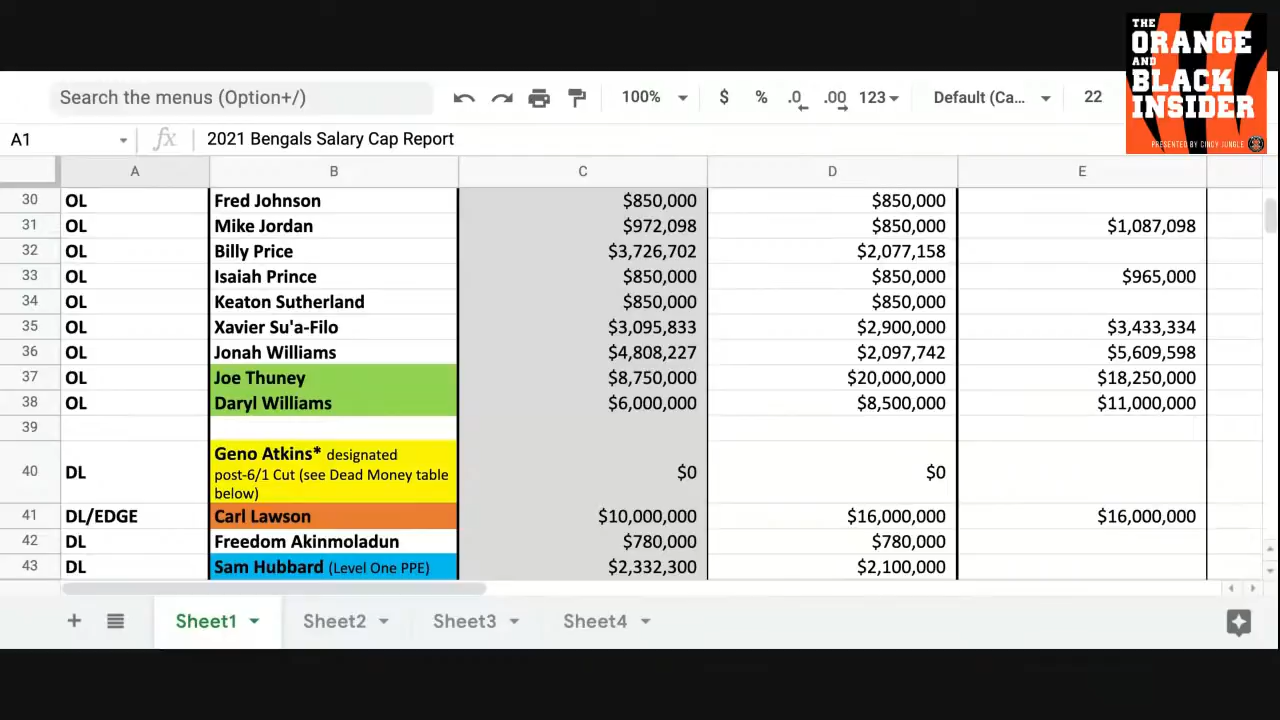 THE
ORANGE
AND
BLACK
INSIDER
PRESENTED BY CINCY JUNGLE
Search the menus (Option+/) 100% $ % .0 .00 123 Default (Ca... 22
A1 fx 2021 Bengals Salary Cap Report
A B C D E
30 OL Fred Johnson $850,000 $850,000
31 OL Mike Jordan $972,098 $850,000 $1,087,098
32 OL Billy Price $3,726,702 $2,077,158
33 OL Isaiah Prince $850,000 $850,000 $965,000
34 OL Keaton Sutherland $850,000 $850,000
35 OL Xavier Su'a-Filo $3,095,833 $2,900,000 $3,433,334
36 OL Jonah Williams $4,808,227 $2,097,742 $5,609,598
37 OL Joe Thuney $8,750,000 $20,000,000 $18,250,000
38 OL Daryl Williams $6,000,000 $8,500,000 $11,000,000
39
Geno Atkins* designated
40 DL post-6/1 Cut (see Dead Money table $0 $0
below)
41 DL/EDGE Carl Lawson $10,000,000 $16,000,000 $16,000,000
42 DL Freedom Akinmoladun $780,000 $780,000
43 DL Sam Hubbard (Level One PPE) $2,332,300 $2,100,000
+ Sheet1 Sheet2 Sheet3 Sheet4